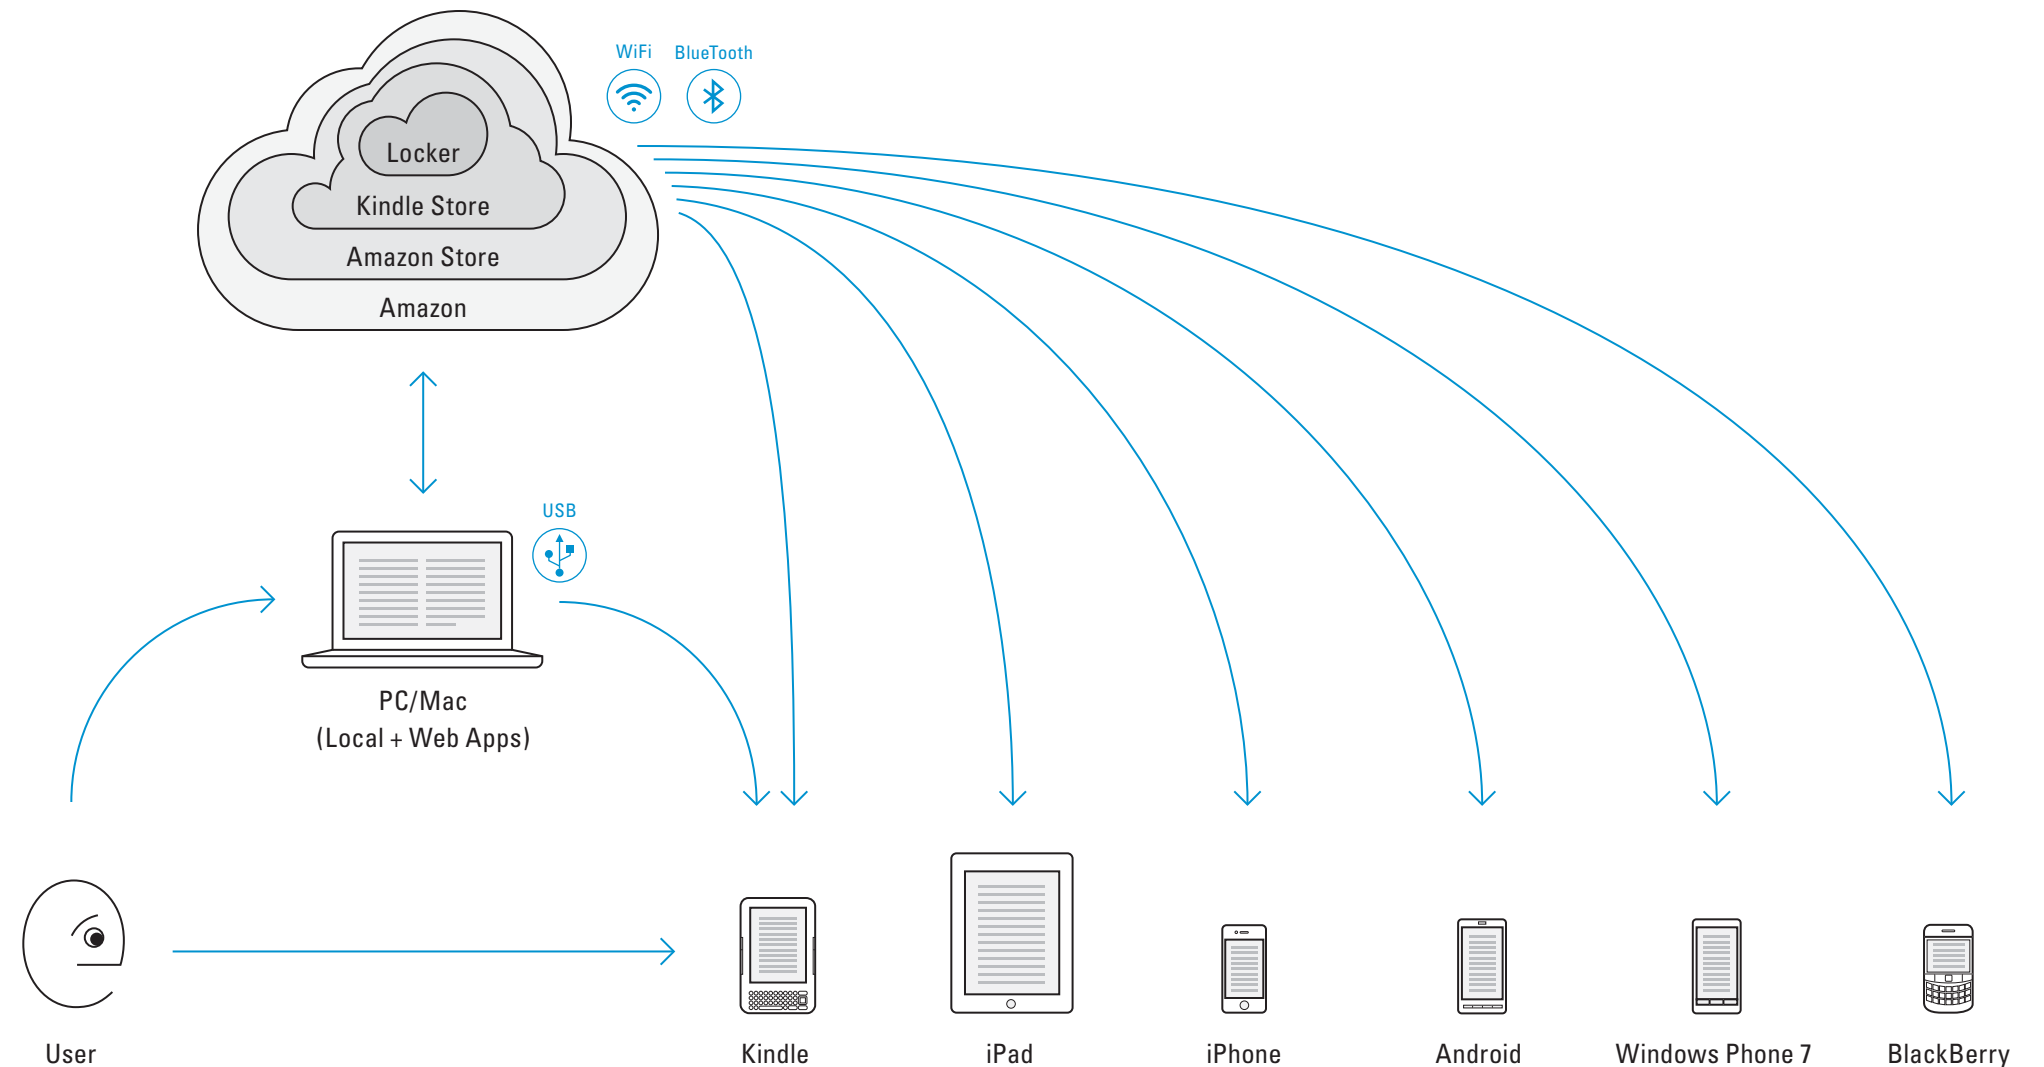 WiFi
BlueTooth
Locker
Kindle Store
Amazon Store
Amazon
USB
PC/Mac
(Local + Web Apps)
User
Kindle
iPad
iPhone
Android
Windows Phone 7
BlackBerry